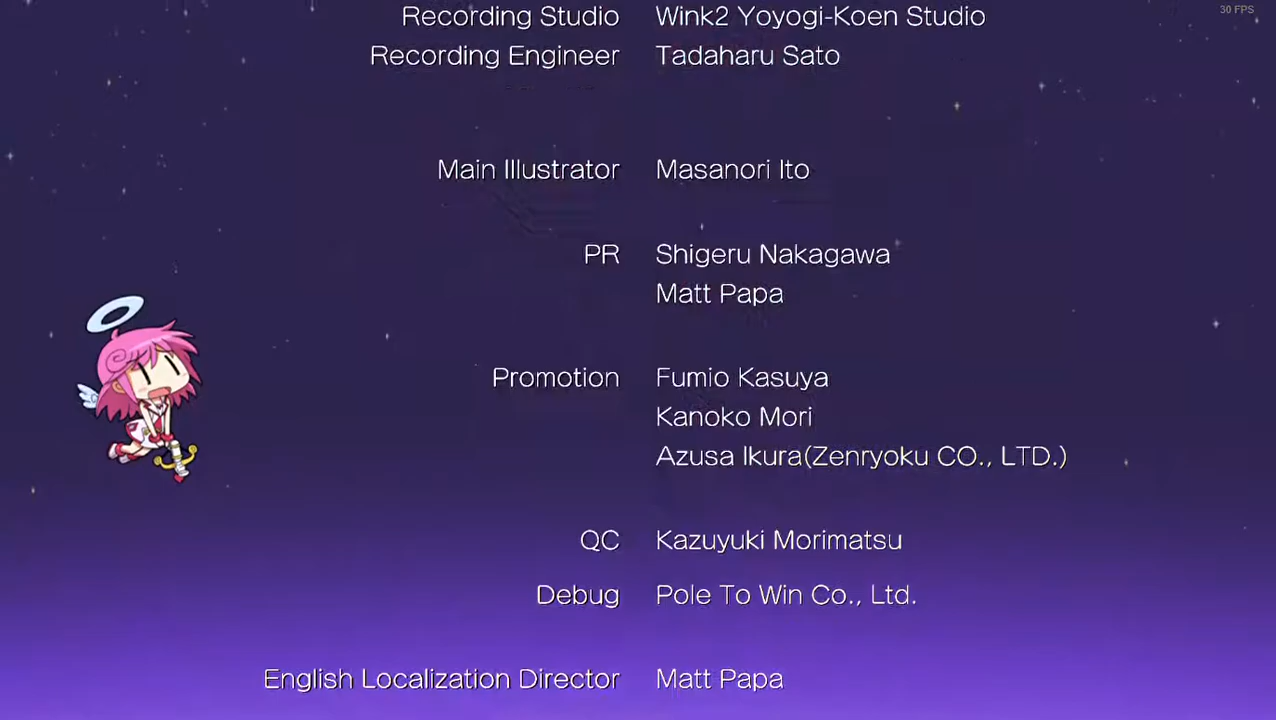 30 FPS
Recording Studio Wink2 Yoyogi-Koen Studio
Recording Engineer Tadaharu Sato
Main Illustrator Masanori Ito
PR Shigeru Nakagawa
Matt Papa
Promotion Fumio Kasuya
Kanoko Mori
Azusa Ikura(Zenryoku CO., LTD.)
QC Kazuyuki Morimatsu
Debug Pole To Win Co., Ltd.
English Localization Director Matt Papa